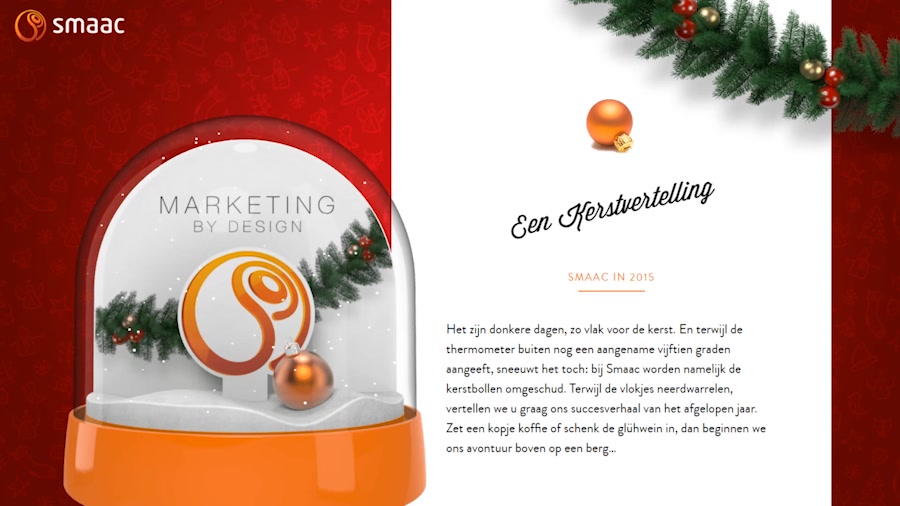 smaac
MARKETING
BY DESIGN
Een Kerstvertelling
SMAAC IN 2015
Het zijn donkere dagen, zo vlak voor de kerst. En terwijl de
thermometer buiten nog een aangename vijftien graden
aangeeft, sneeuwt het toch: bij Smaac worden namelijk de
kerstbollen omgeschud. Terwijl de vlokjes neerdwarrelen,
vertellen we u graag ons succesverhaal van het afgelopen jaar.
Zet een kopje koffie of schenk de glühwein in, dan beginnen we
ons avontuur boven op een berg...